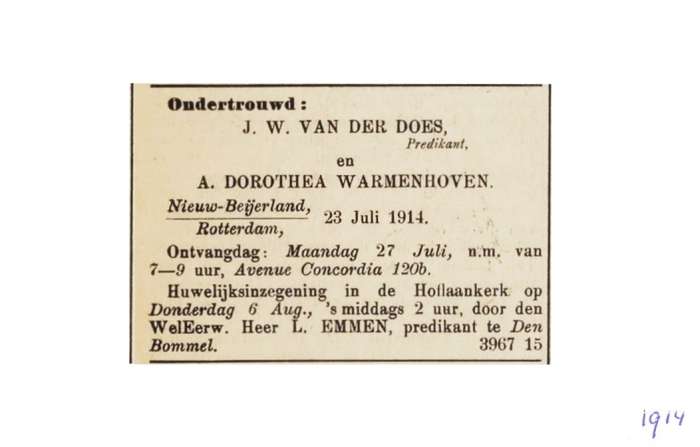 Ondertrouwd:
J. W. VAN DER DOES,
Predikant,
en
A. DOROTHEA WARMENHOVEN.
Nieuw-Beijerland,
Rotterdam,
23 Juli 1914.
Ontvangdag: Maandag 27 Juli, n.m. van
7—9 uur, Avenue Concordia 120b.
Huwelijksinzegening in de Hoflaankerk op
Donderdag 6 Aug., 's middags 2 uur, door den
WelEerw. Heer L. EMMEN, predikant te Den
Bommel. 3967 15
1914